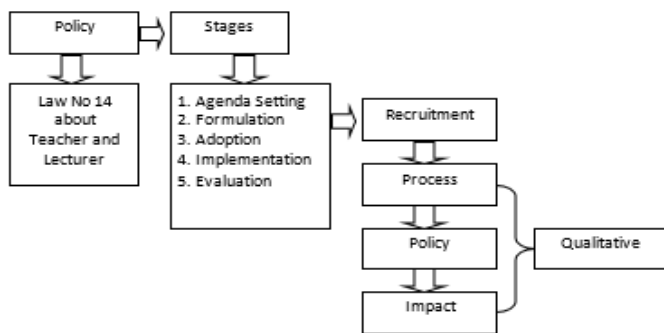 Policy
Stages
Law No 14
about
Teacher and
Lecturer
1. Agenda Setting
2. Formulation
3. Adoption
4. Implementation
5. Evaluation
Recruitment
Process
Policy
Impact
Qualitative